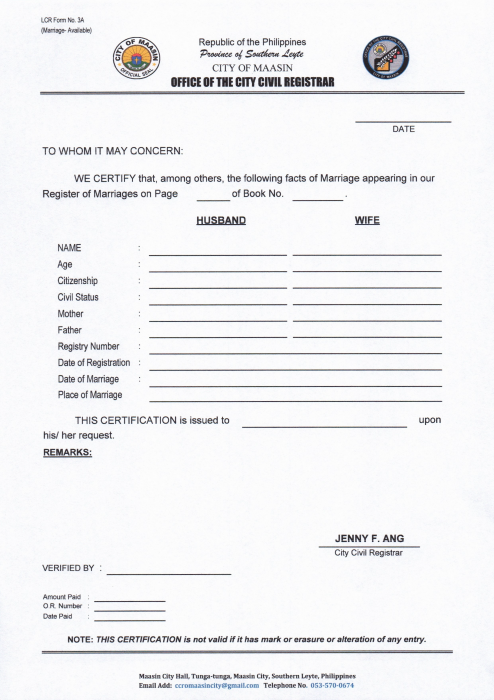 LCR Form No. 3A
(Marriage- Available)
CITY OF MAASIN
OFFICIAL SEAL
Republic of the Philippines
Province of Southern Leyte
CITY OF MAASIN
OFFICE OF THE CITY CIVIL REGISTRAR
DATE
TO WHOM IT MAY CONCERN:
WE CERTIFY that, among others, the following facts of Marriage appearing in our
Register of Marriages on Page ______ of Book No. _________ .
HUSBAND WIFE
NAME :
Age :
Citizenship :
Civil Status :
Mother :
Father :
Registry Number :
Date of Registration :
Date of Marriage :
Place of Marriage
THIS CERTIFICATION is issued to ______________________ upon
his/ her request.
REMARKS:
JENNY F. ANG
City Civil Registrar
VERIFIED BY :
Amount Paid :
O.R. Number :
Date Paid :
NOTE: THIS CERTIFICATION is not valid if it has mark or erasure or alteration of any entry.
Maasin City Hall, Tunga-tunga, Maasin City, Southern Leyte, Philippines
Email Add: ccromaasincity@gmail.com Telephone No. 053-570-0674